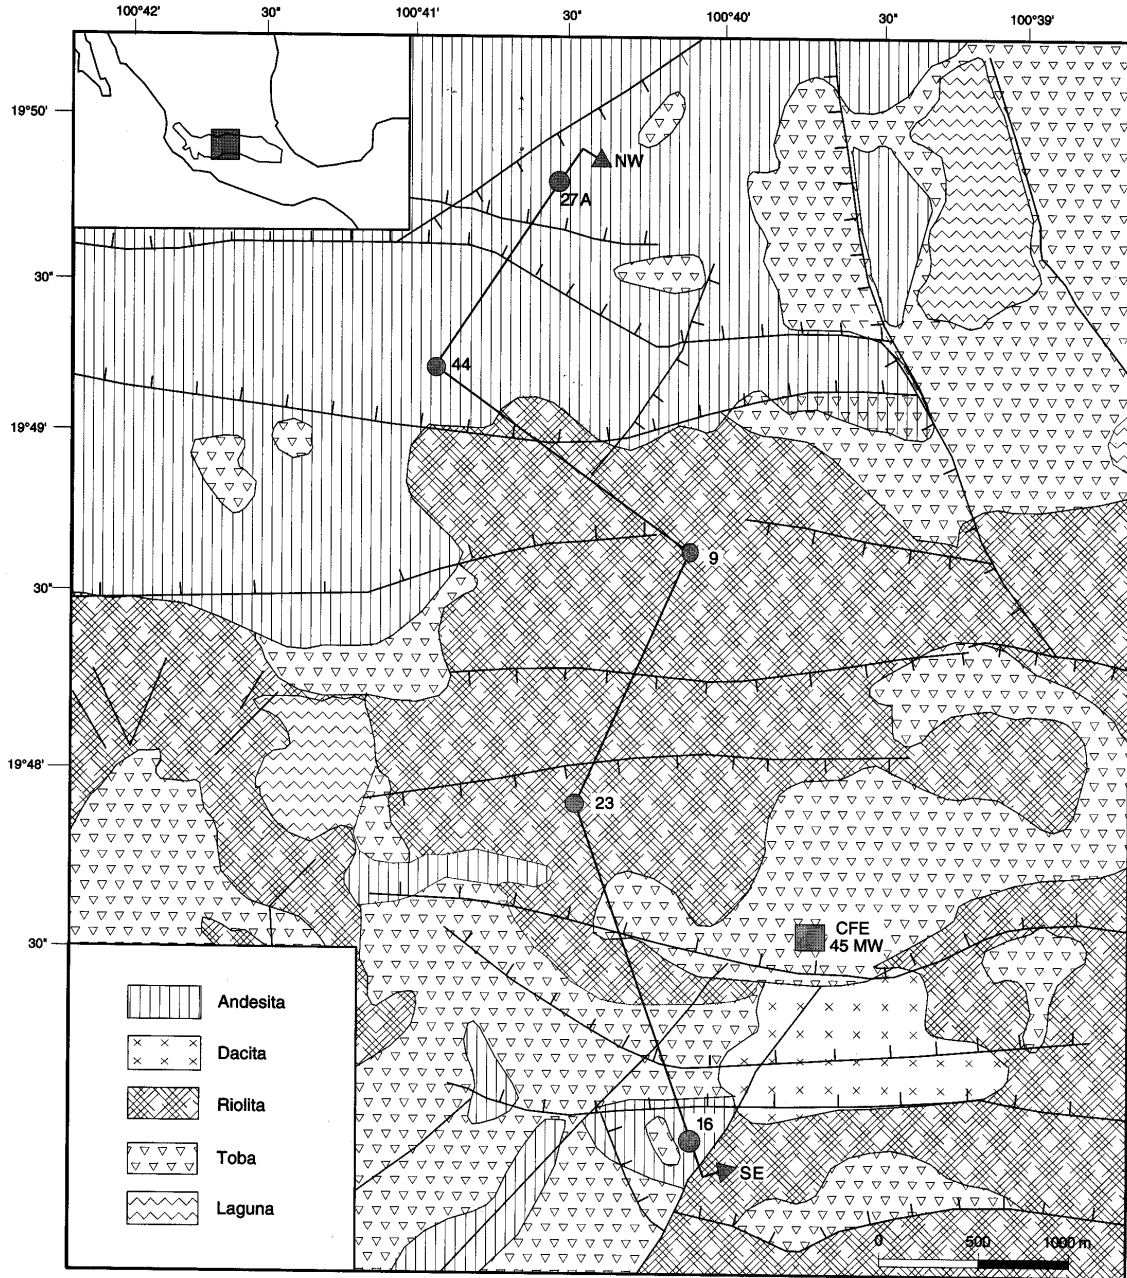 100°42' 30" 100°41' 30" 100°40' 30" 100°39'
19°50'
NW
27A
30"
44
19°49'
9
30"
19°48'
23
30"
CFE
45 MW
Andesita
Dacita
Riolita
Toba
Laguna
16
SE
0 500 1000 m